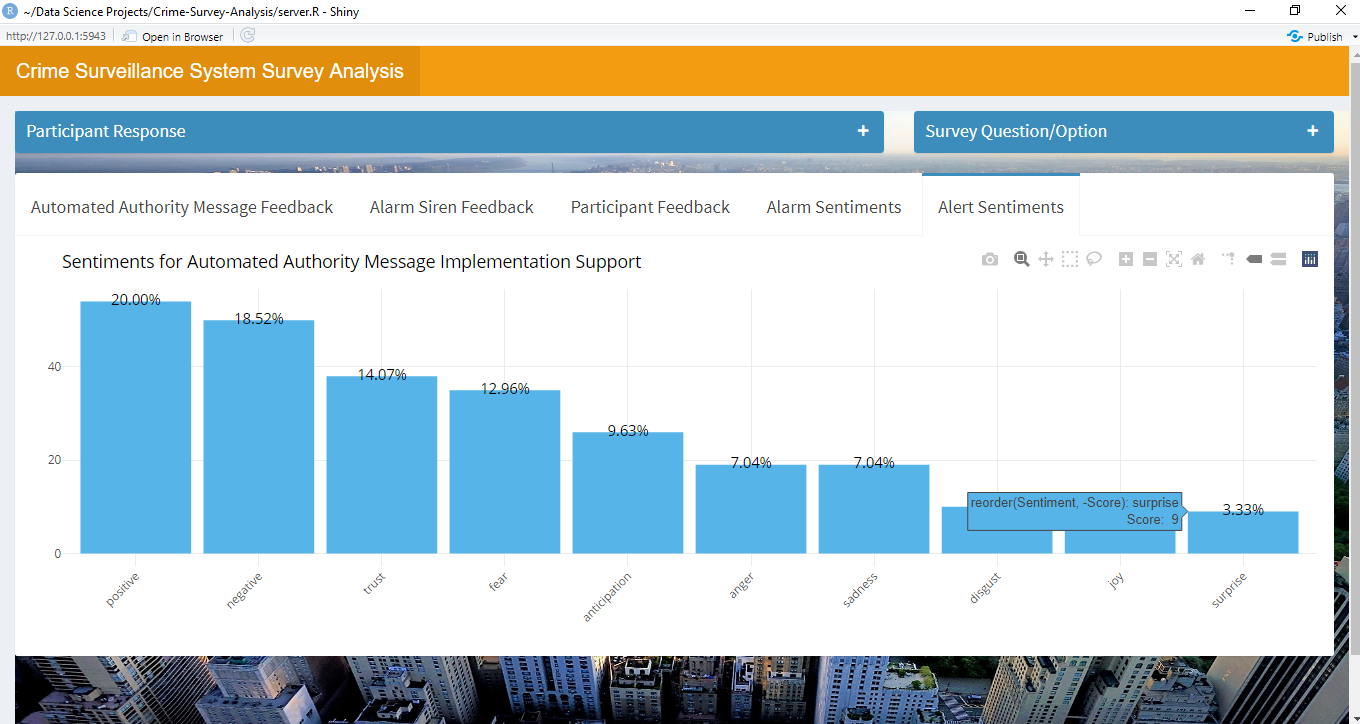 ~/Data Science Projects/Crime-Survey-Analysis/server.R - Shiny
http://127.0.0.1:5943 Open in Browser Publish
Crime Surveillance System Survey Analysis
Participant Response +
Survey Question/Option +
Automated Authority Message Feedback Alarm Siren Feedback Participant Feedback Alarm Sentiments Alert Sentiments
Sentiments for Automated Authority Message Implementation Support
20.00%
18.52%
14.07%
12.96%
9.63%
7.04%
7.04%
3.33%
reorder(Sentiment, -Score): surprise
Score: 9
40
20
0
positive
negative
trust
fear
anticipation
anger
sadness
disgust
joy
surprise